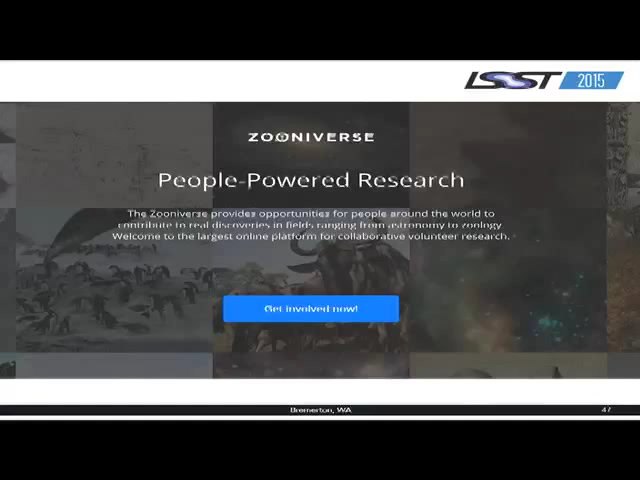 LSST 2015
ZOONIVERSE
People-Powered Research
The Zooniverse provides opportunities for people around the world to
contribute to real discoveries in fields ranging from astronomy to zoology
Welcome to the largest online platform for collaborative volunteer research.
Get involved now!
Bremerton, WA
47